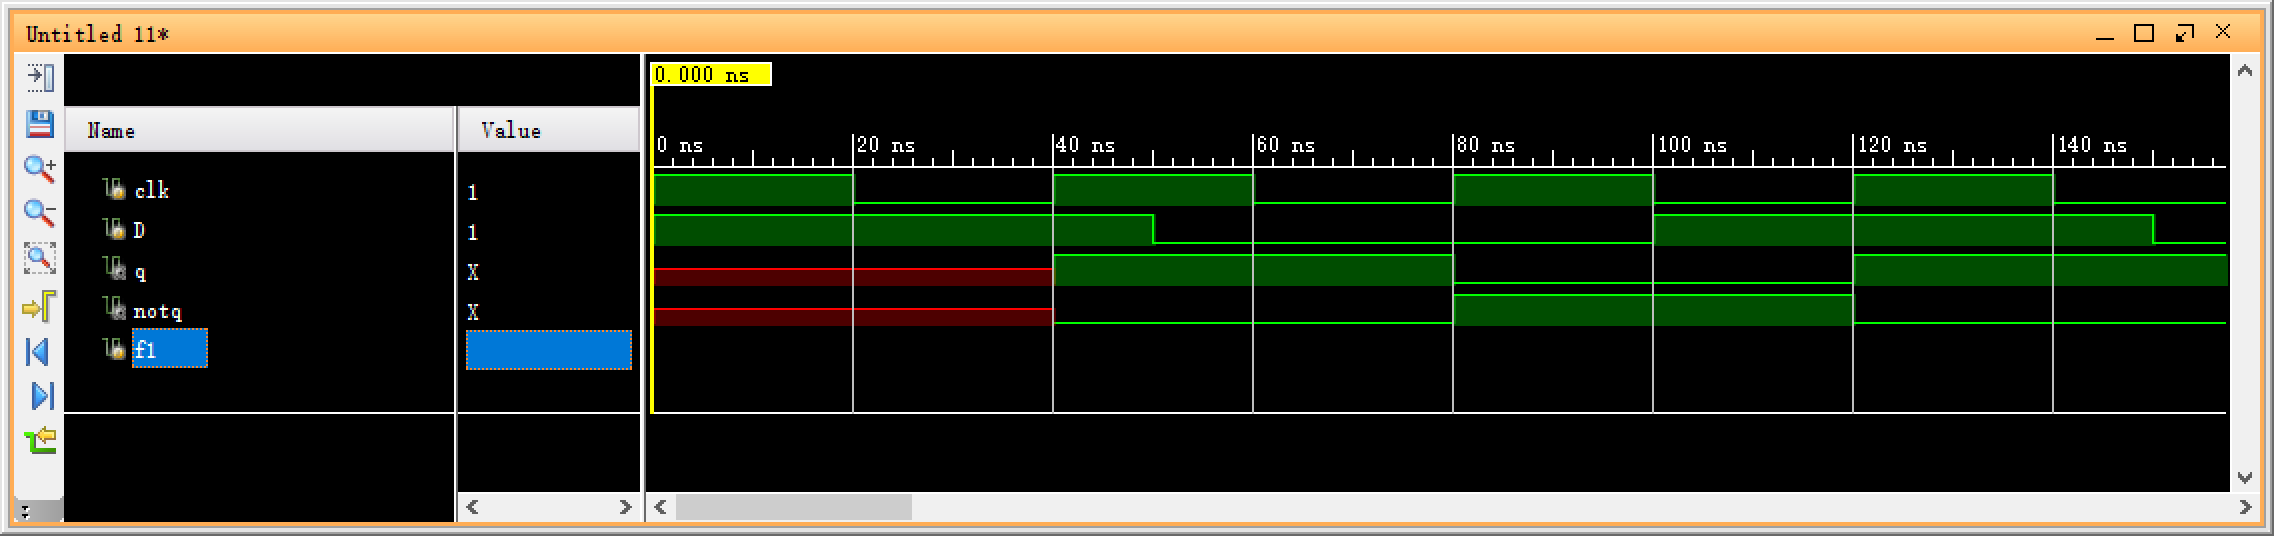 Untitled 11*
0.000 ns
Name Value
0 ns 20 ns 40 ns 60 ns 80 ns 100 ns 120 ns 140 ns
clk 1
D 1
q X
notq X
f1